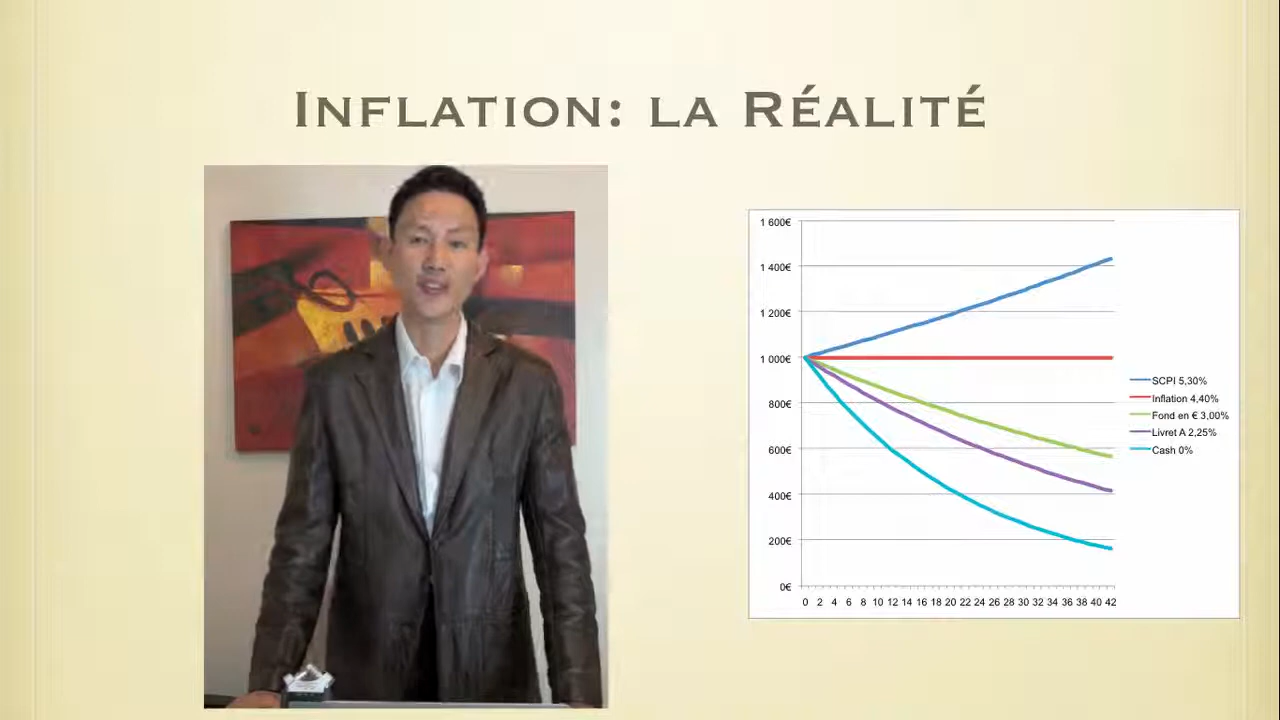 Inflation: la Réalité
1 600€
1 400€
1 200€
1 000€
800€
600€
400€
200€
0€
0 2 4 6 8 10 12 14 16 18 20 22 24 26 28 30 32 34 36 38 40 42
SCPI 5,30%
Inflation 4,40%
Fond en € 3,00%
Livret A 2,25%
Cash 0%